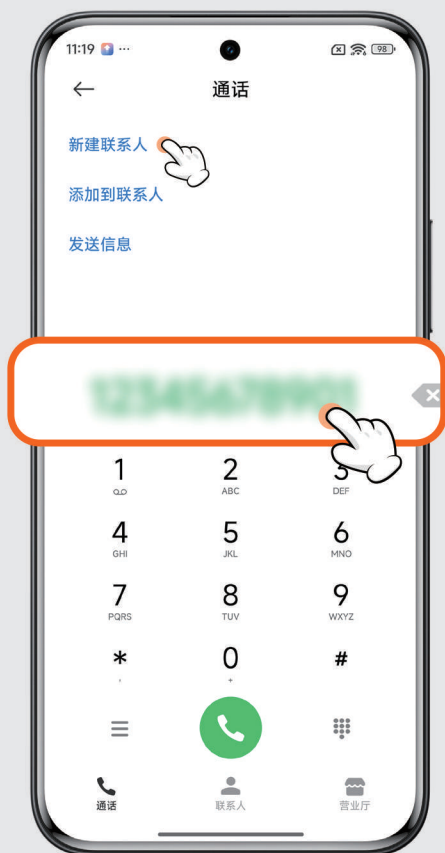 11:19 ... 98
通话
新建联系人
添加到联系人
发送信息
12345678901
1 2 3
ABC DEF
4 5 6
GHI JKL MNO
7 8 9
PQRS TUV WXYZ
* 0 #
, +
通话 联系人 营业厅